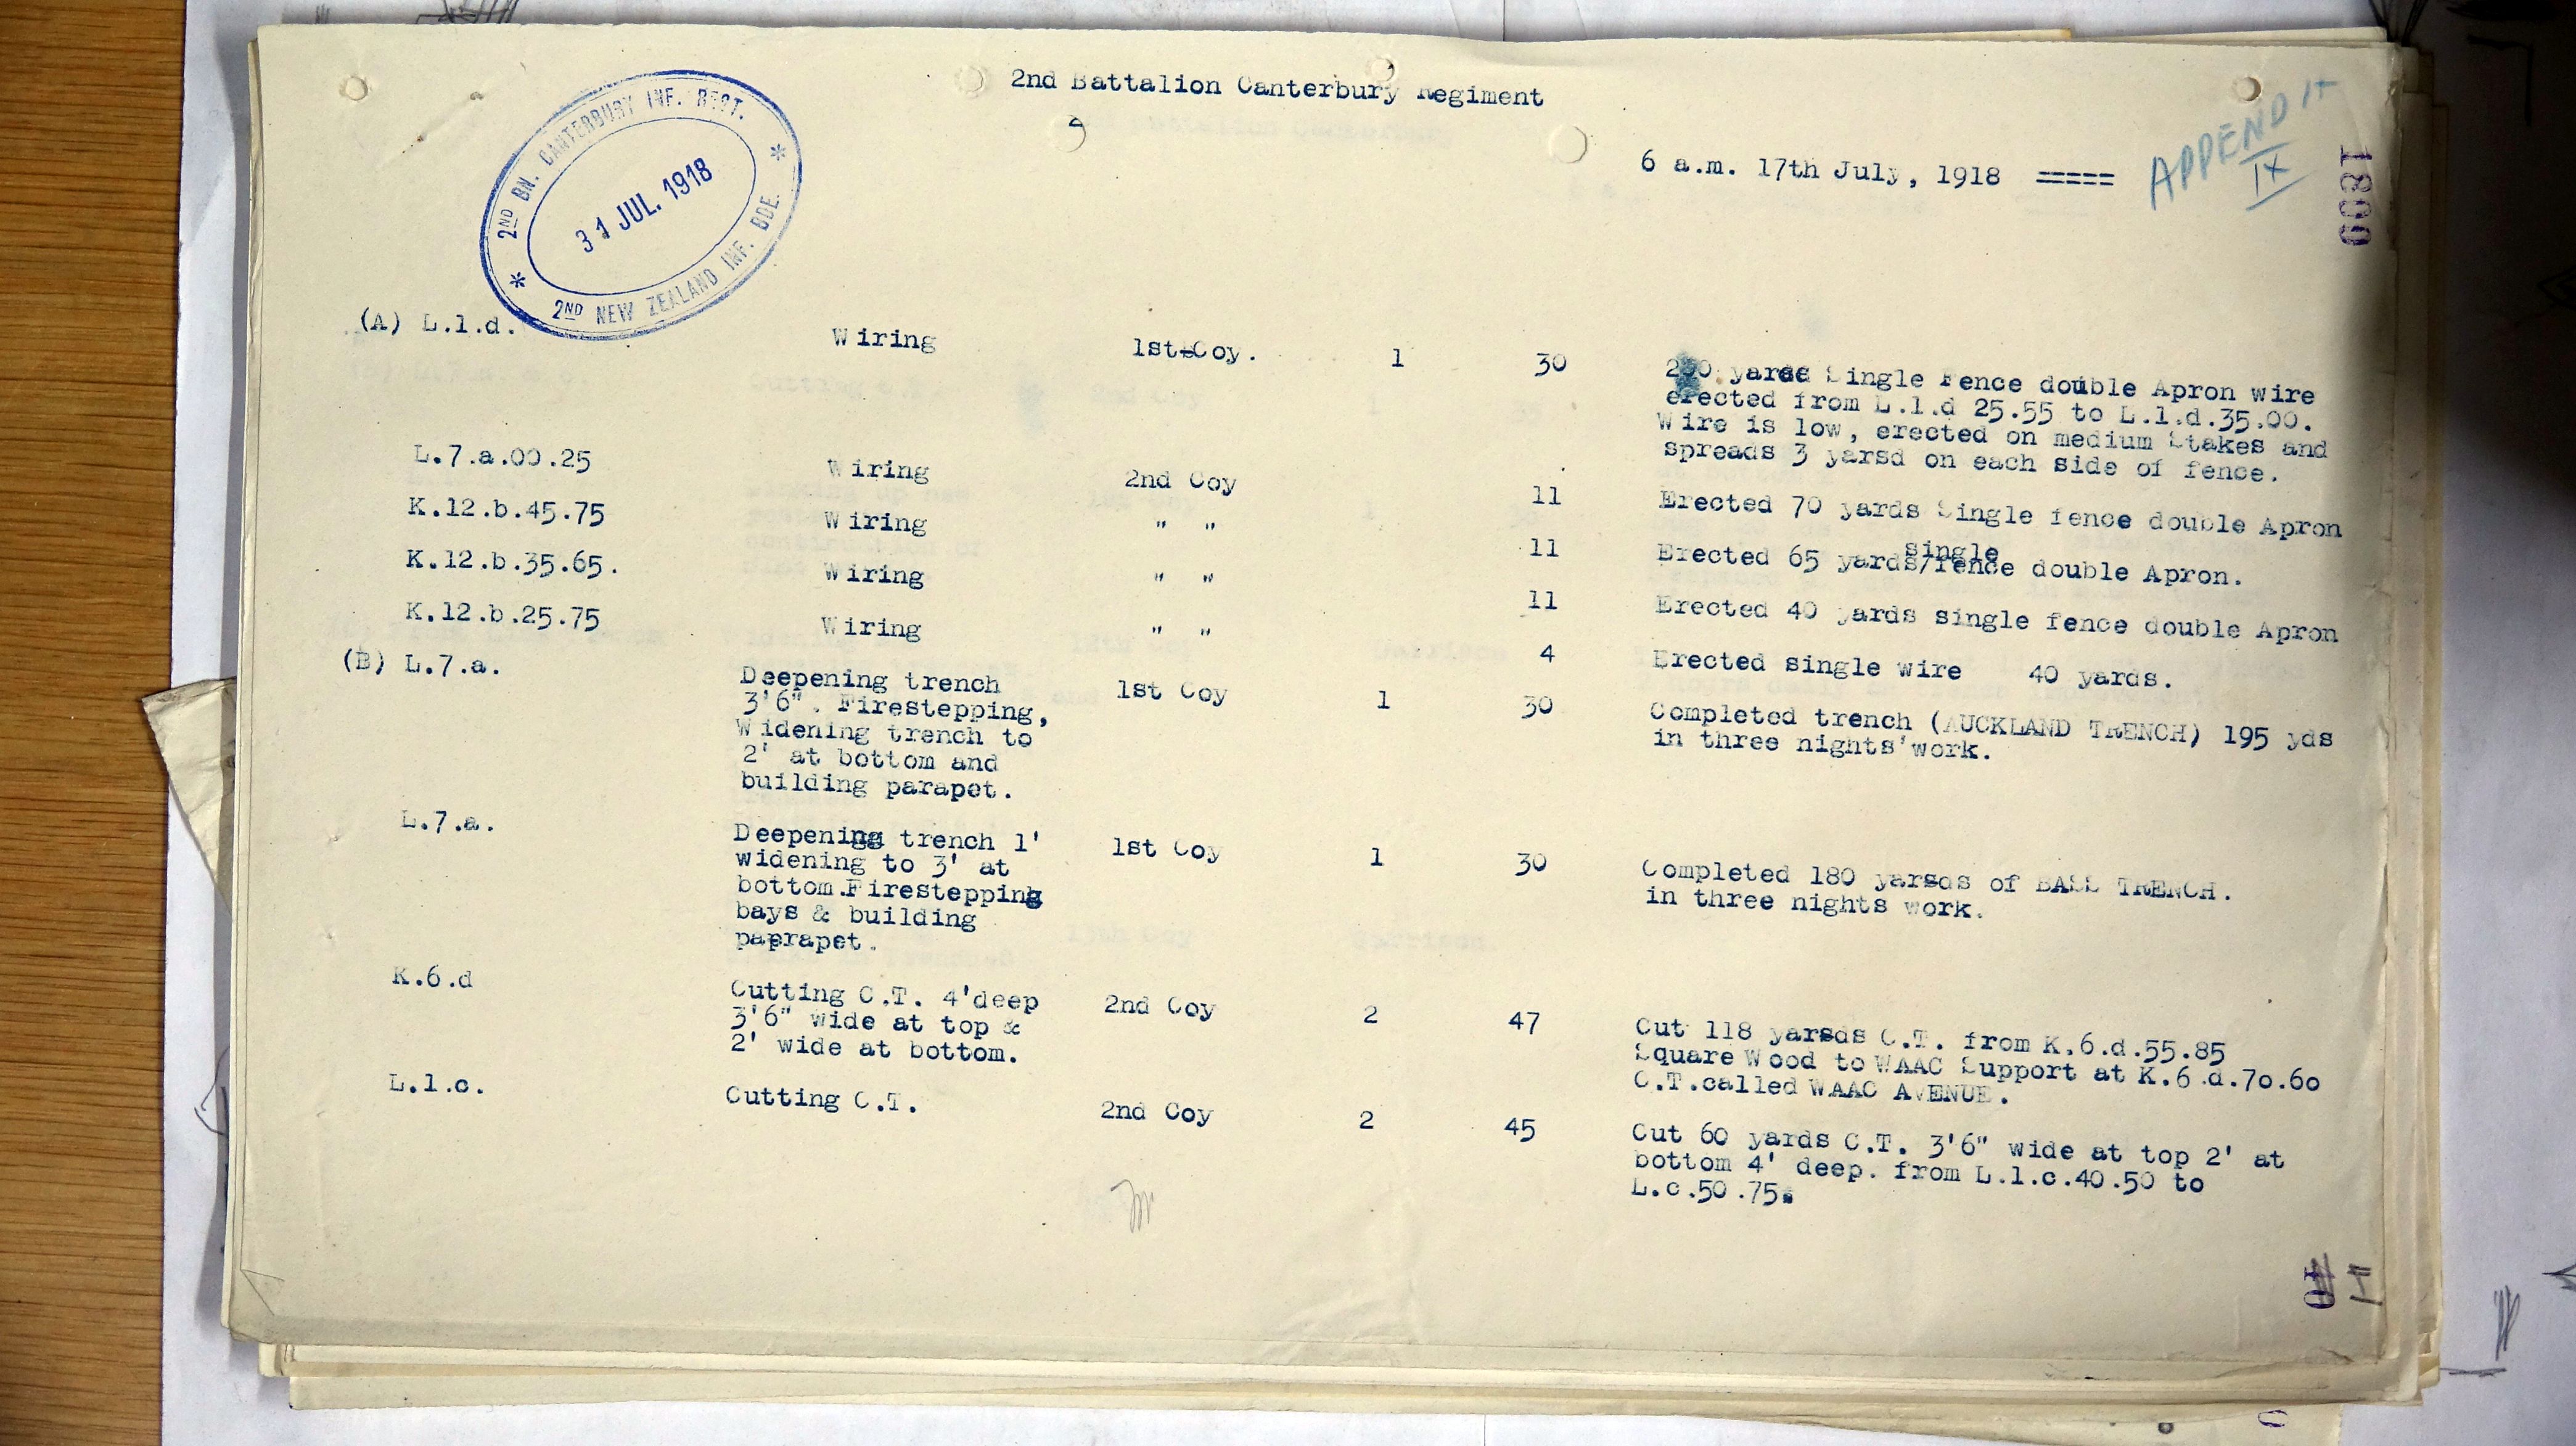 2nd Battalion Canterbury Regiment
2ND BN. CANTERBURY INF. REGT.
31 JUL. 1918
2ND NEW ZEALAND INF. BDE.
6 a.m. 17th July, 1918 =====
APPENDIX
IX
1800
(A) L.1.d. Wiring 1st Coy. 1 30
yards Single Fence double Apron wire
erected from L.1.d 25.55 to L.1.d.35.00.
Wire is low, erected on medium Stakes and
spreads 3 yarsd on each side of fence.
L.7.a.00.25 Wiring 2nd Coy 11 Erected 70 yards Single fence double Apron
K.12.b.45.75 Wiring " " 11 Erected 65 yards/fence double Apron.
single
K.12.b.35.65. Wiring " " 11 Erected 40 yards single fence double Apron
K.12.b.25.75 Wiring " " 4 Erected single wire 40 yards.
(B) L.7.a. Deepening trench 1st Coy 1 30 Completed trench (AUCKLAND TRENCH) 195 yds
3'6". Firestepping, in three nights'work.
Widening trench to
2' at bottom and
building parapet.
L.7.a. Deepening trench 1' 1st Coy 1 30 Completed 180 yarsds of BASS TRENCH.
widening to 3' at in three nights work.
bottom.Firestepping
bays & building
paprapet.
K.6.d Cutting C.T. 4'deep 2nd Coy 2 47 Cut 118 yarsds C.T. from K.6.d.55.85
3'6" wide at top & Square Wood to WAAC Support at K.6.d.7o.6o
2' wide at bottom. C.T.called WAAC AVENUE.
L.1.c. Cutting C.T. 2nd Coy 2 45 Cut 60 yards C.T. 3'6" wide at top 2' at
bottom 4' deep. from L.1.c.40.50 to
L.c.50.75.